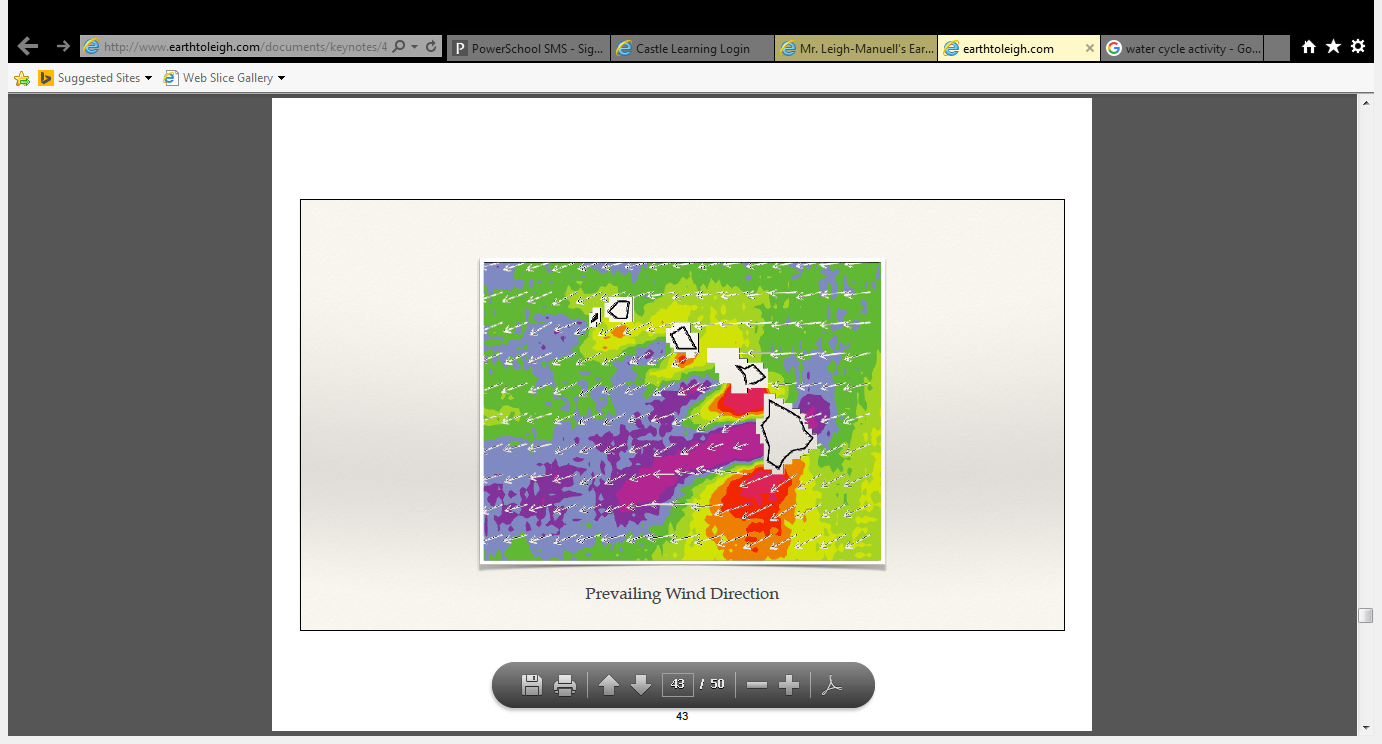 http://www.earthtoleigh.com/documents/keynotes/4
PowerSchool SMS - Sig...
Castle Learning Login
Mr. Leigh-Manuell's Ear...
earthtoleigh.com
water cycle activity - Go...
Suggested Sites
Web Slice Gallery
Prevailing Wind Direction
43 / 50
43